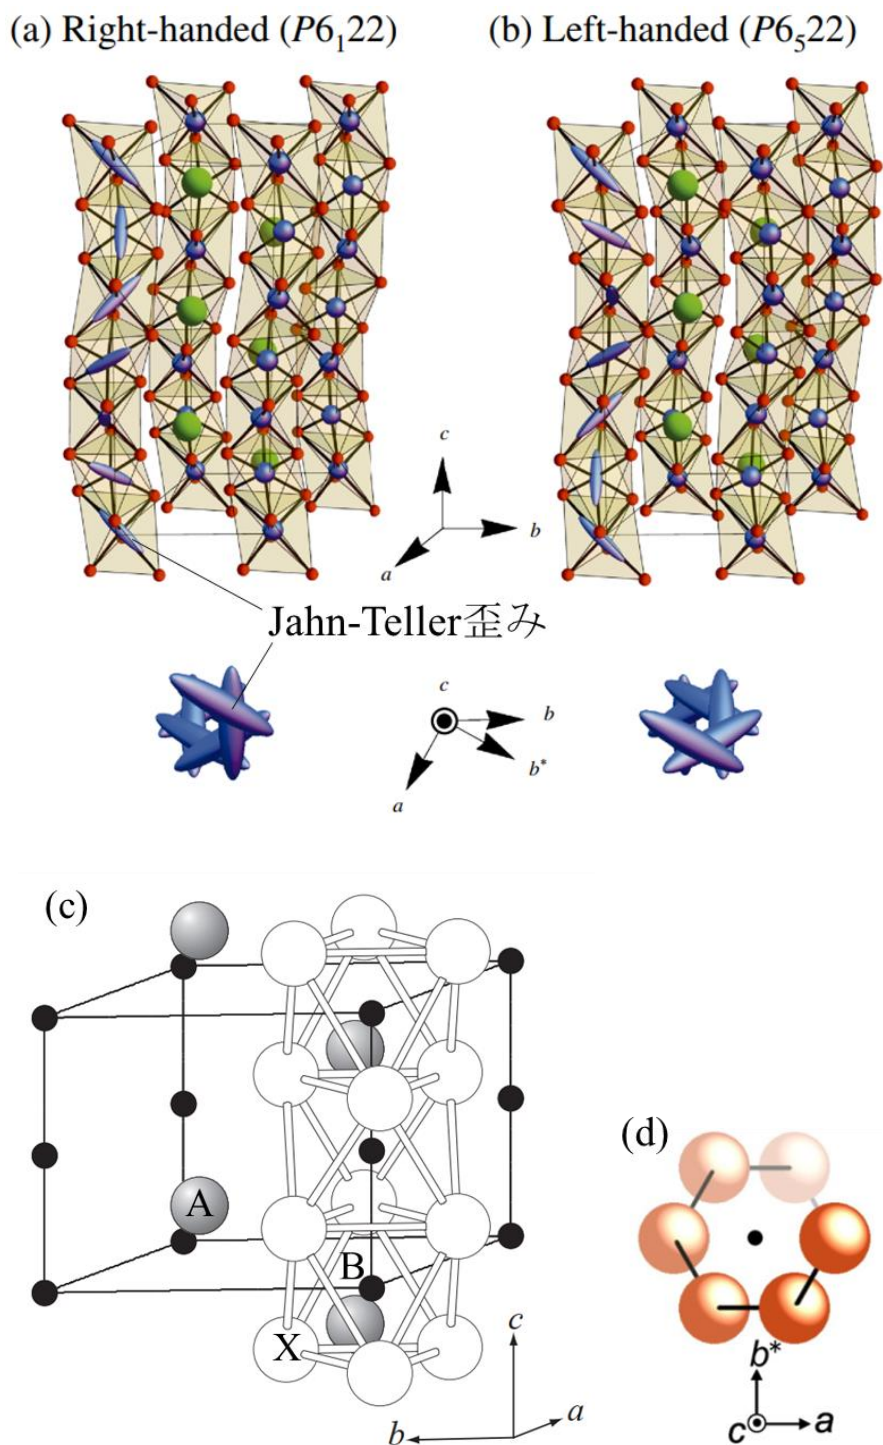 (a) Right-handed (P6₁22)
(b) Left-handed (P6₅22)
c
b
a
Jahn-Teller歪み
c
b
b*
a
(c)
A
B
X
c
a
b
(d)
b*
c
a